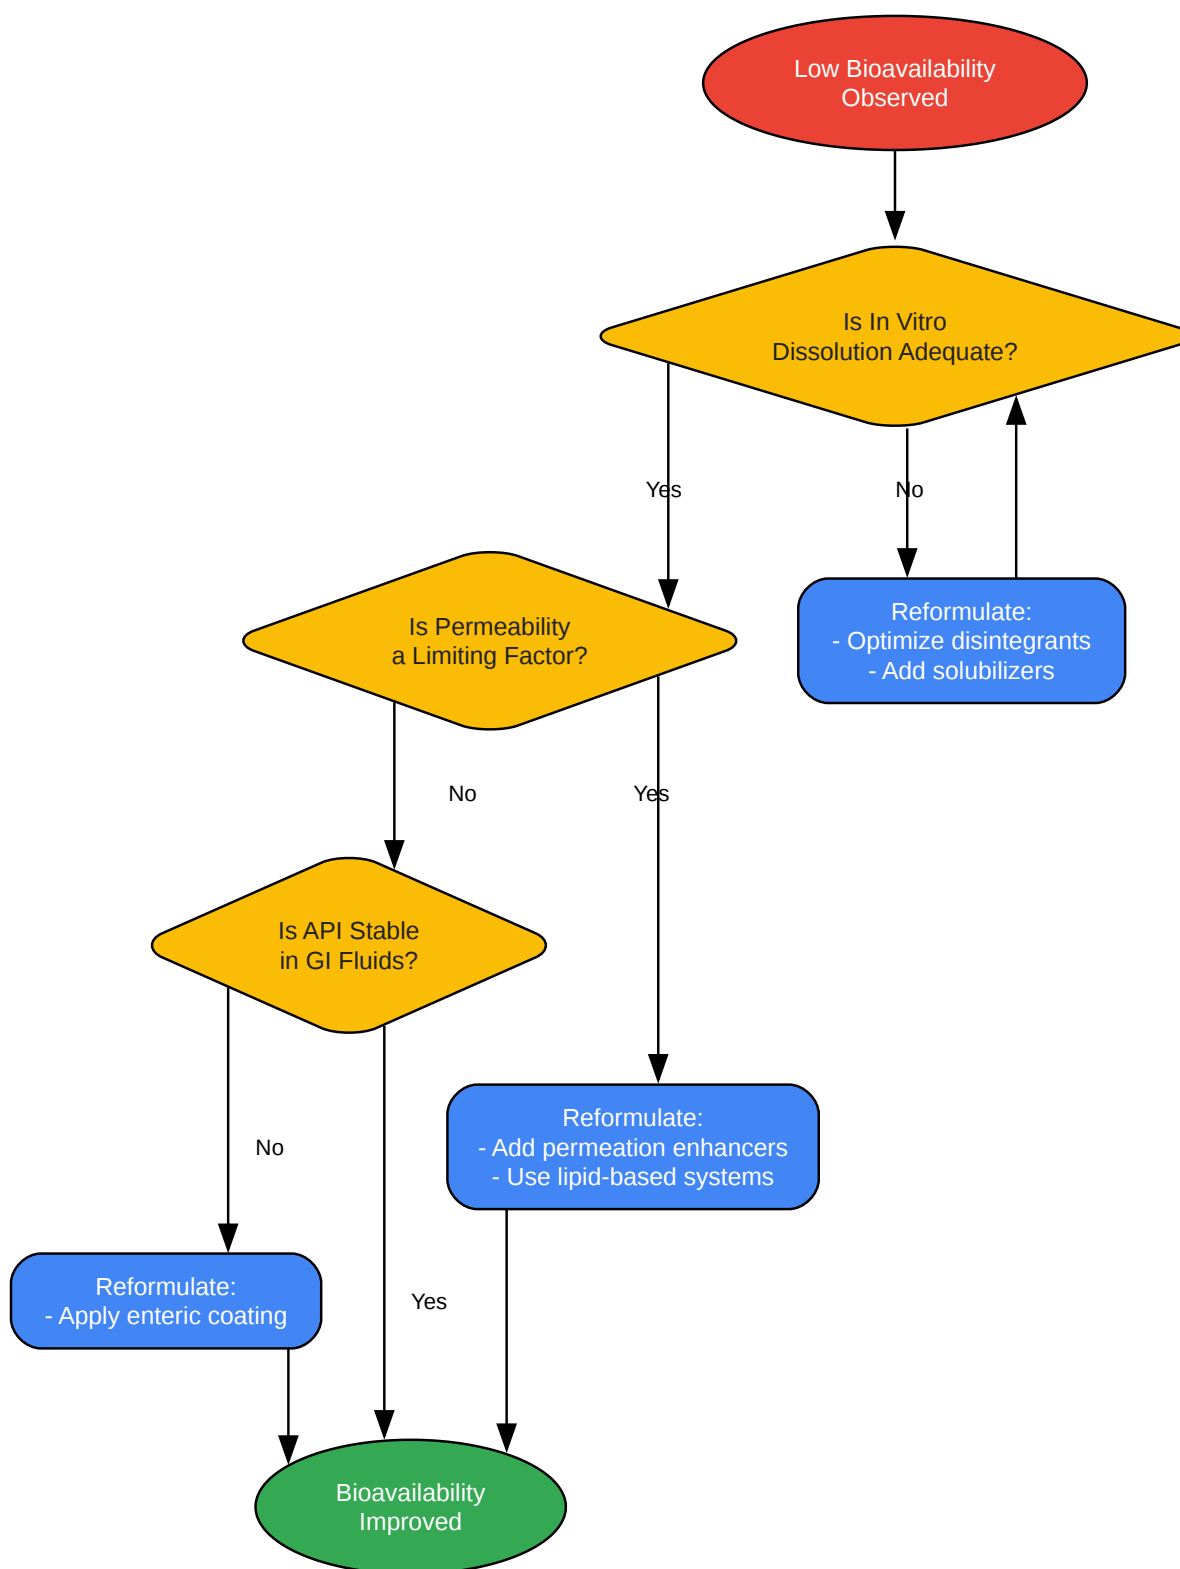 Low Bioavailability
Observed
Is In Vitro
Dissolution Adequate?
Yes
No
Reformulate:
- Optimize disintegrants
- Add solubilizers
Is Permeability
a Limiting Factor?
No
Yes
Is API Stable
in GI Fluids?
Reformulate:
- Add permeation enhancers
- Use lipid-based systems
No
Reformulate:
- Apply enteric coating
Yes
Bioavailability
Improved